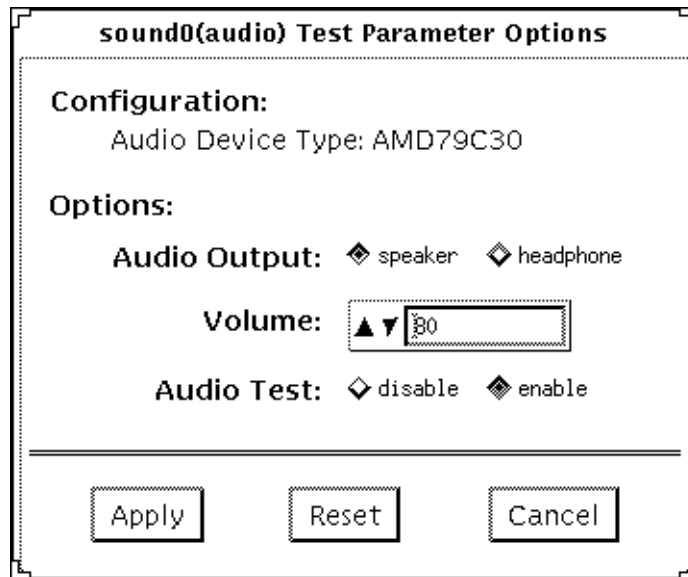 sound0(audio) Test Parameter Options
Configuration:
Audio Device Type: AMD79C30
Options:
Audio Output: speaker headphone
Volume: 80
Audio Test: disable enable
Apply Reset Cancel